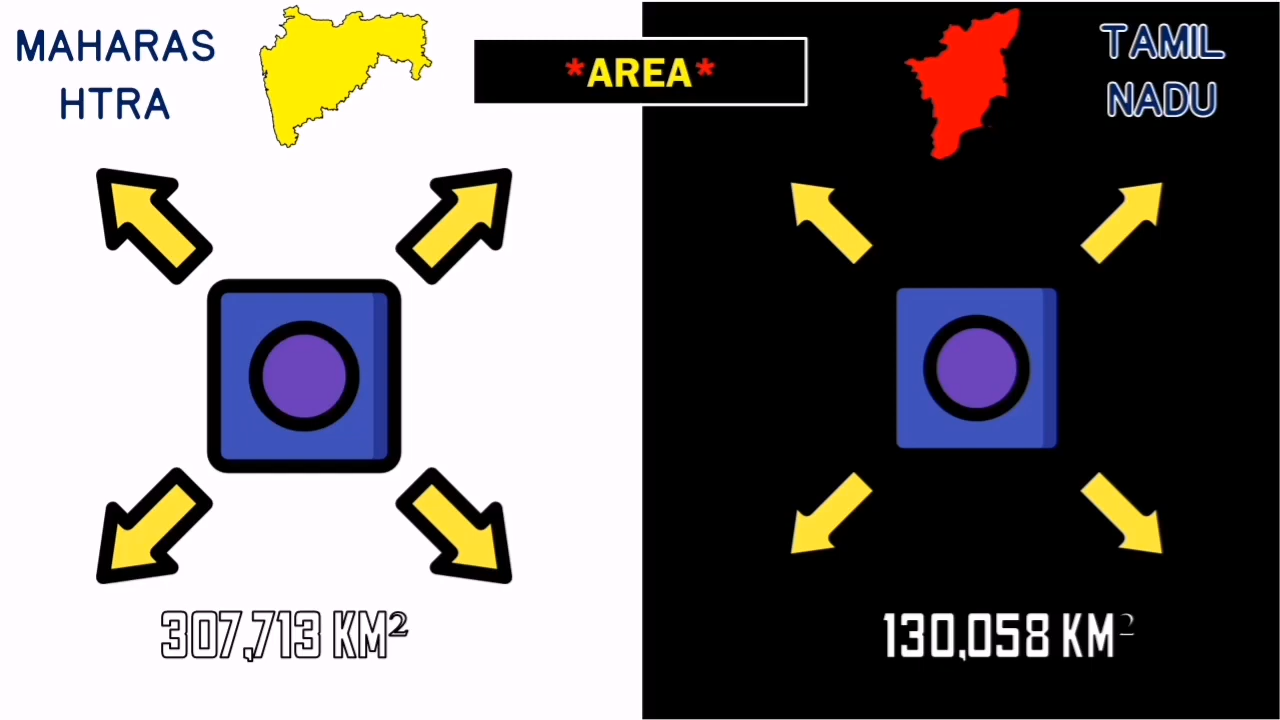 MAHARAS
HTRA
*AREA*
TAMIL
NADU
307,713 KM²
130,058 KM²